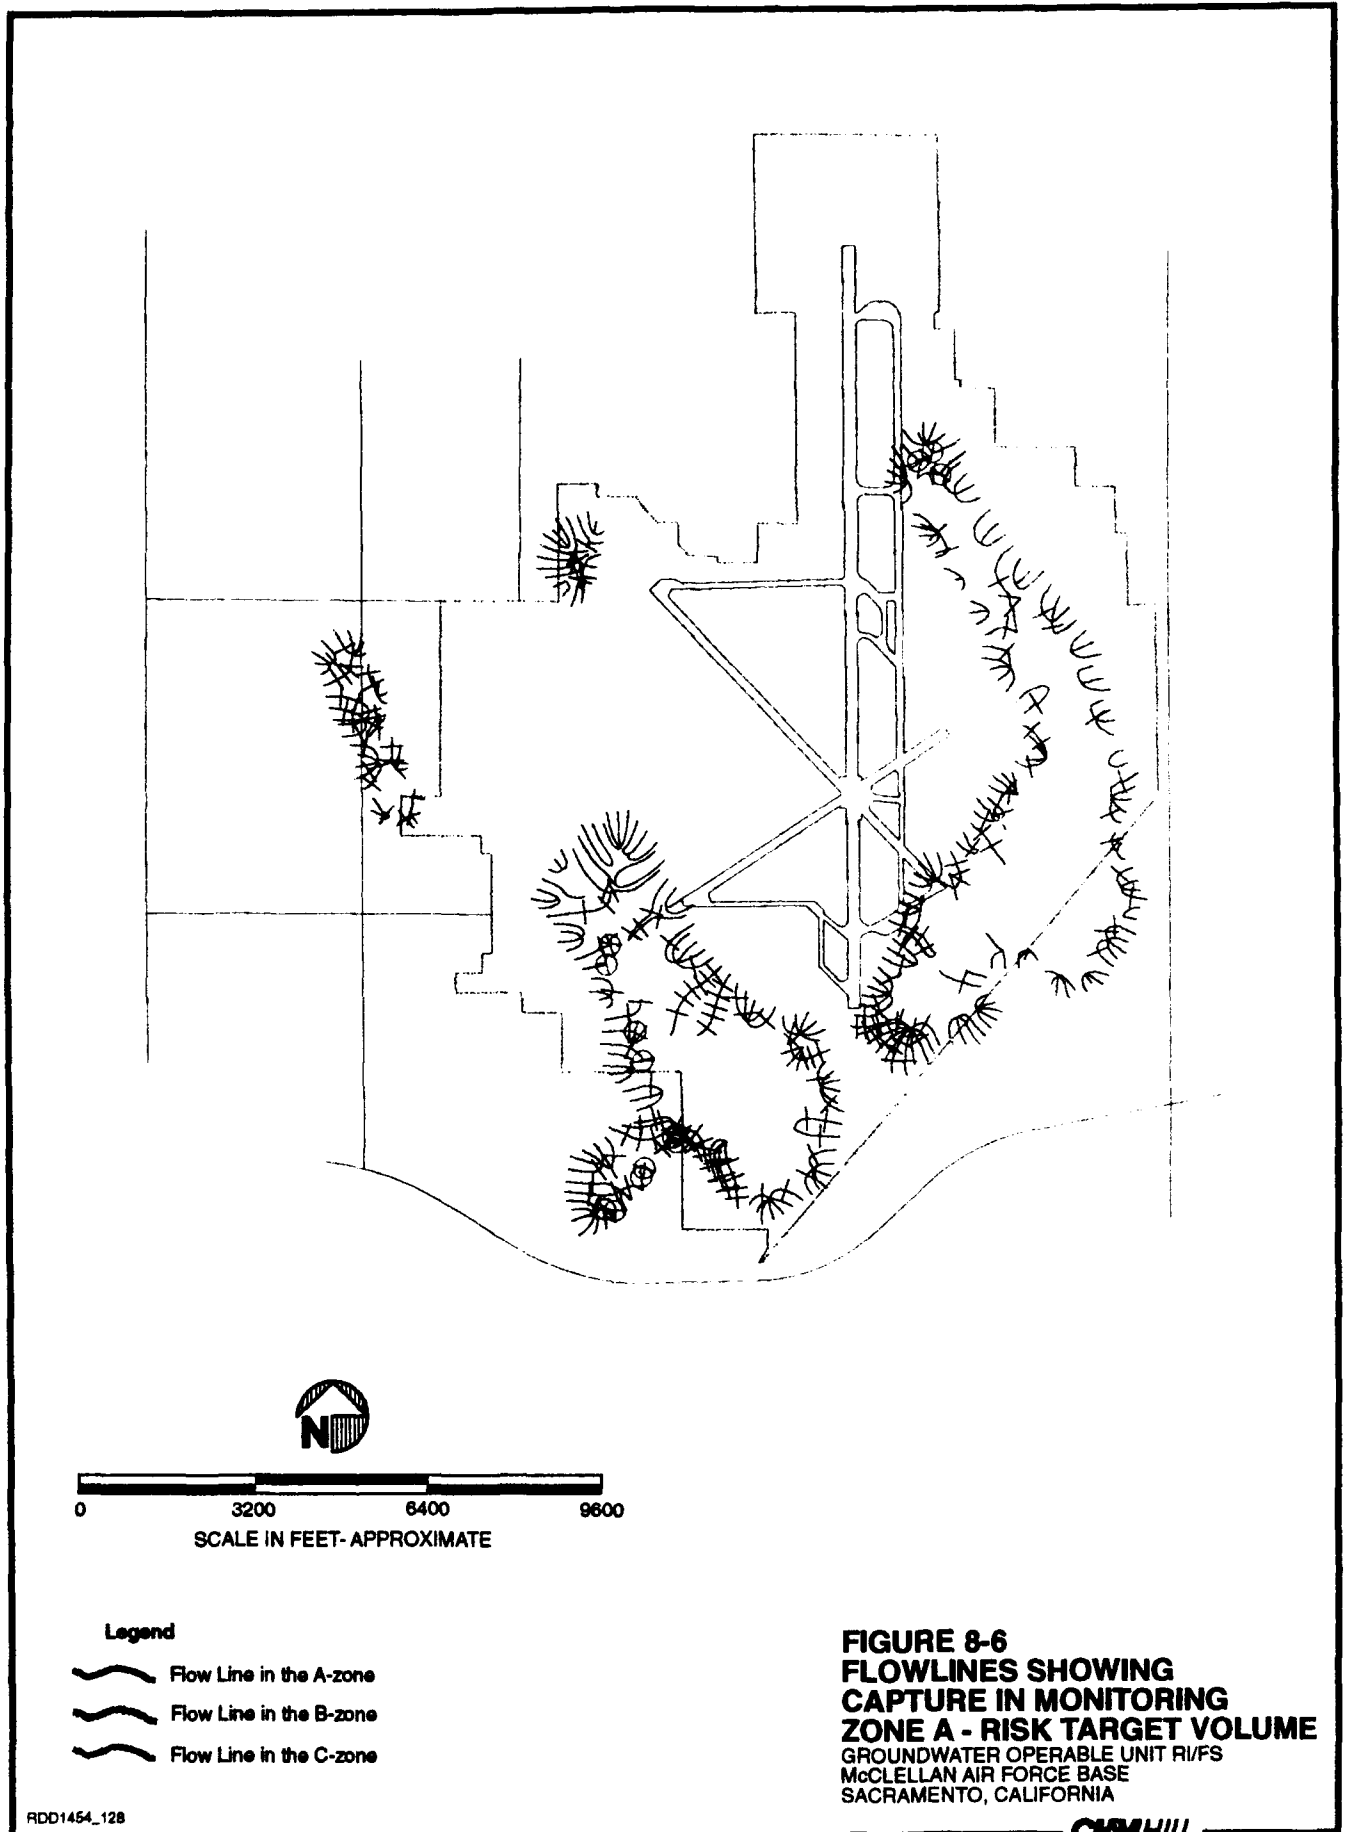 N
0 3200 6400 9600
SCALE IN FEET- APPROXIMATE
Legend
Flow Line in the A-zone
Flow Line in the B-zone
Flow Line in the C-zone
FIGURE 8-6
FLOWLINES SHOWING
CAPTURE IN MONITORING
ZONE A - RISK TARGET VOLUME
GROUNDWATER OPERABLE UNIT RI/FS
McCLELLAN AIR FORCE BASE
SACRAMENTO, CALIFORNIA
RDD1454_128
CH2M HILL